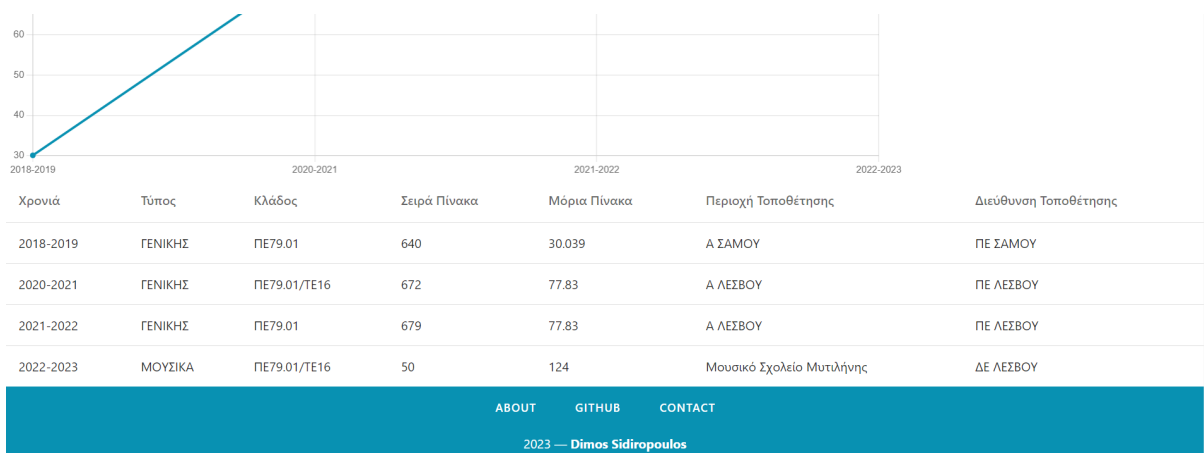 60
50
40
30
2018-2019 2020-2021 2021-2022 2022-2023
Χρονιά Τύπος Κλάδος Σειρά Πίνακα Μόρια Πίνακα Περιοχή Τοποθέτησης Διεύθυνση Τοποθέτησης
2018-2019 ΓΕΝΙΚΗΣ ΠΕ79.01 640 30.039 Α ΣΑΜΟΥ ΠΕ ΣΑΜΟΥ
2020-2021 ΓΕΝΙΚΗΣ ΠΕ79.01/ΤΕ16 672 77.83 Α ΛΕΣΒΟΥ ΠΕ ΛΕΣΒΟΥ
2021-2022 ΓΕΝΙΚΗΣ ΠΕ79.01 679 77.83 Α ΛΕΣΒΟΥ ΠΕ ΛΕΣΒΟΥ
2022-2023 ΜΟΥΣΙΚΑ ΠΕ79.01/ΤΕ16 50 124 Μουσικό Σχολείο Μυτιλήνης ΔΕ ΛΕΣΒΟΥ
ABOUT GITHUB CONTACT
2023 — Dimos Sidiropoulos